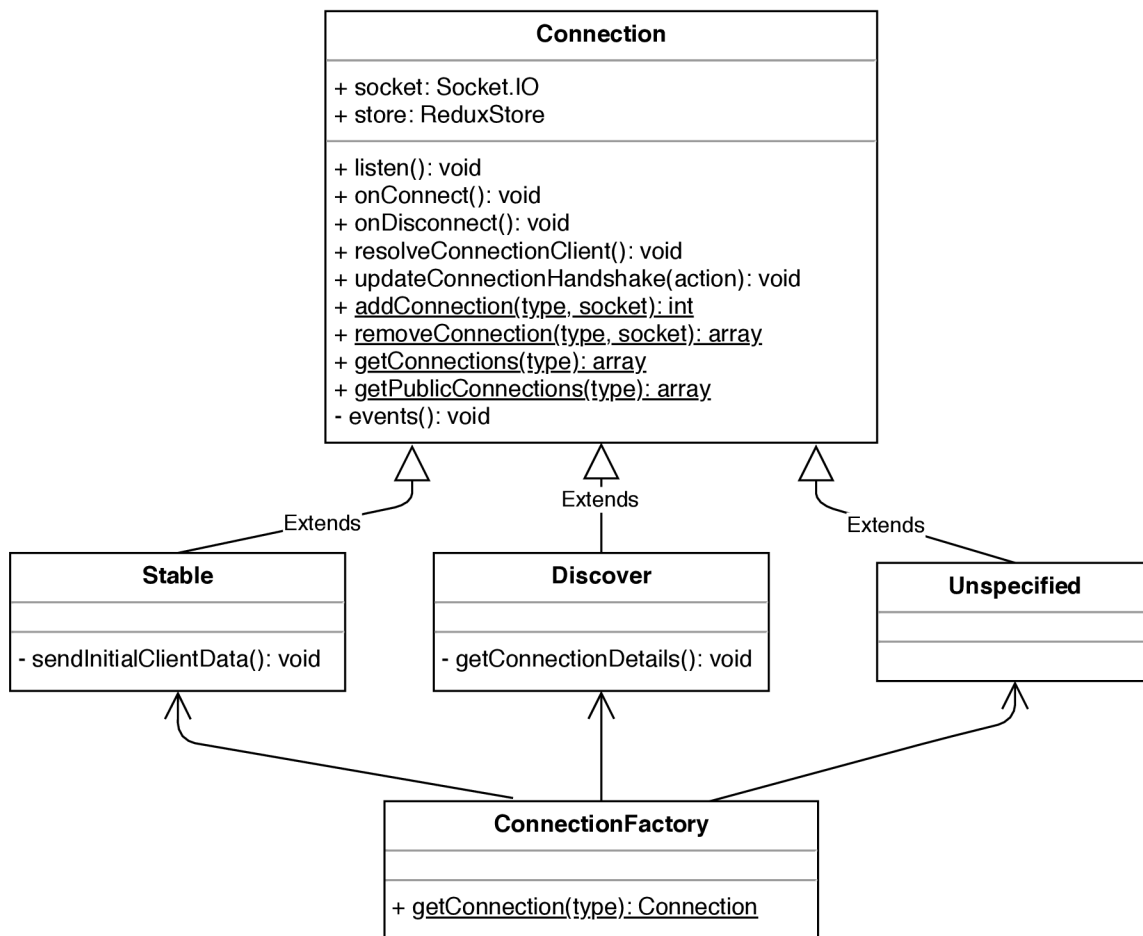 Connection
+ socket: Socket.IO
+ store: ReduxStore
+ listen(): void
+ onConnect(): void
+ onDisconnect(): void
+ resolveConnectionClient(): void
+ updateConnectionHandshake(action): void
+ addConnection(type, socket): int
+ removeConnection(type, socket): array
+ getConnections(type): array
+ getPublicConnections(type): array
- events(): void
Extends
Extends
Extends
Stable
- sendInitialClientData(): void
Discover
- getConnectionDetails(): void
Unspecified
ConnectionFactory
+ getConnection(type): Connection